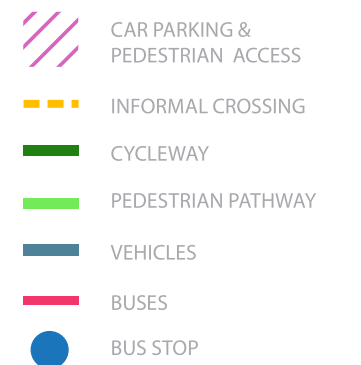 CAR PARKING &
PEDESTRIAN ACCESS
INFORMAL CROSSING
CYCLEWAY
PEDESTRIAN PATHWAY
VEHICLES
BUSES
BUS STOP